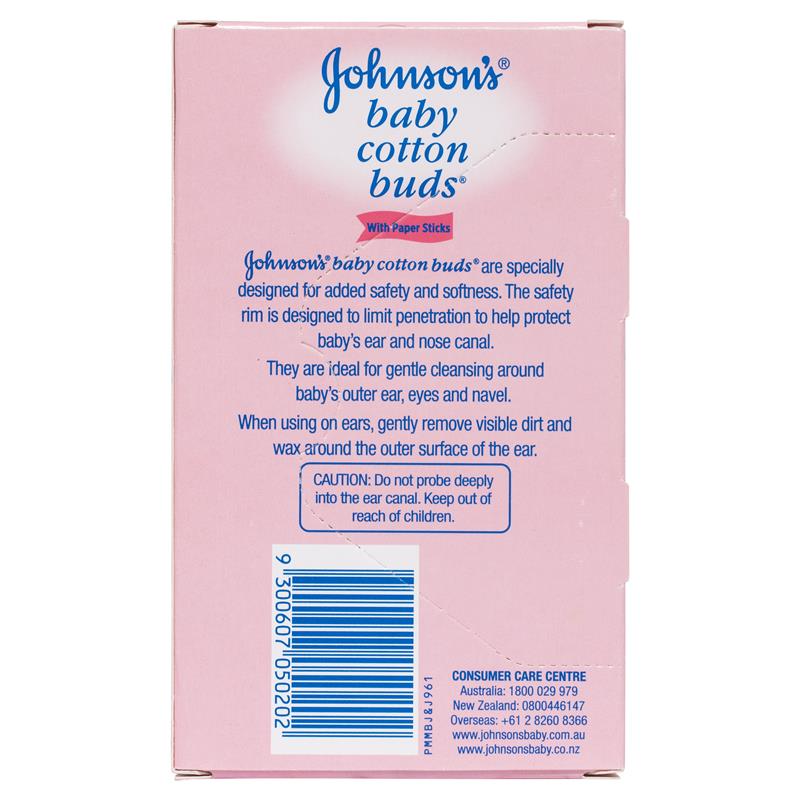 Johnson's®
baby
cotton
buds®
With Paper Sticks
Johnson's® baby cotton buds® are specially
designed for added safety and softness. The safety
rim is designed to limit penetration to help protect
baby's ear and nose canal.
They are ideal for gentle cleansing around
baby's outer ear, eyes and navel.
When using on ears, gently remove visible dirt and
wax around the outer surface of the ear.
CAUTION: Do not probe deeply
into the ear canal. Keep out of
reach of children.
9 300607 050202
PMMBJ&J961
CONSUMER CARE CENTRE
Australia: 1800 029 979
New Zealand: 0800446147
Overseas: +61 2 8260 8366
www.johnsonsbaby.com.au
www.johnsonsbaby.co.nz